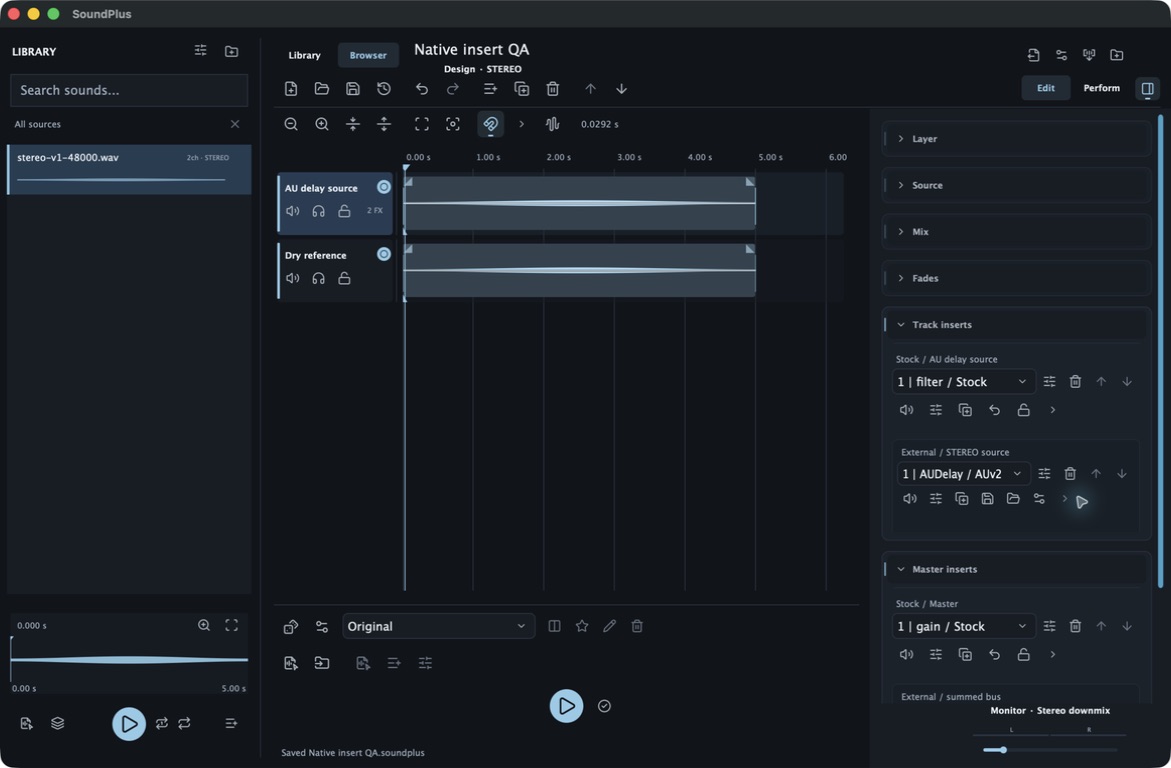 SoundPlus
LIBRARY
Search sounds...
All sources
stereo-v1-48000.wav
2ch · STEREO
0.000 s
0.00 s
5.00 s
Library
Browser
Native insert QA
Design · STEREO
Edit
Perform
0.0292 s
0.00 s
1.00 s
2.00 s
3.00 s
4.00 s
5.00 s
6.00
AU delay source
2 FX
Dry reference
Original
Saved Native insert QA.soundplus
Layer
Source
Mix
Fades
Track inserts
Stock / AU delay source
1 | filter / Stock
External / STEREO source
1 | AUDelay / AUv2
Master inserts
Stock / Master
1 | gain / Stock
External / summed bus
Monitor · Stereo downmix
L
R